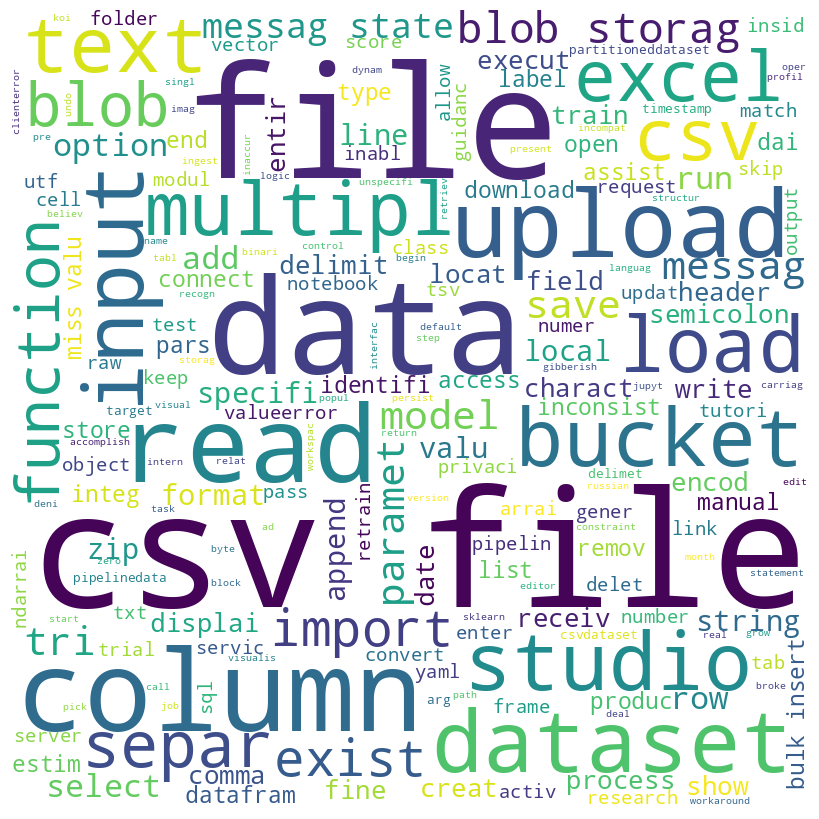 koi folder messag state blob storag insid
text vector score partitioneddataset oper
file execut excel profil
clienterror undo singl dynam type allow guidanc label
blob imag entir line train timestamp match
pre option end inaccur inabl incompat open csv dai
utf modul ingest logic unspecifi retriev present assist run skip
cell input multipl download request structur
believ name upload output
function add tabl binari control class begin languag messag
miss valu connect recogn delimit locat field updat header
raw test notebook tsv save numer semicolon
data interfac default step gibberish jupyt load carriag
keep pars storag persist local
target visual specifi popul identifi access charact write
store valueerror model inconsist tutori
accomplish read workspac return valu bucket
object intern relat privaci delimet edit
integ format pass paramet encod manual
deni task ad retrain version arrai russian gener link
zip byte append pipelin constraint remov
ndarrai csv file
pipelinedata zero block date list editor month statement
txt displai sklearn receiv number string
start tri trial servic enter csvdataset real grow
visualis convert yaml studio tab broke
column call sql arg path produc row bulk insert
pick job frame deal
server separ exist dataset
estim comma process show
select datafram fine creat activ research workaround